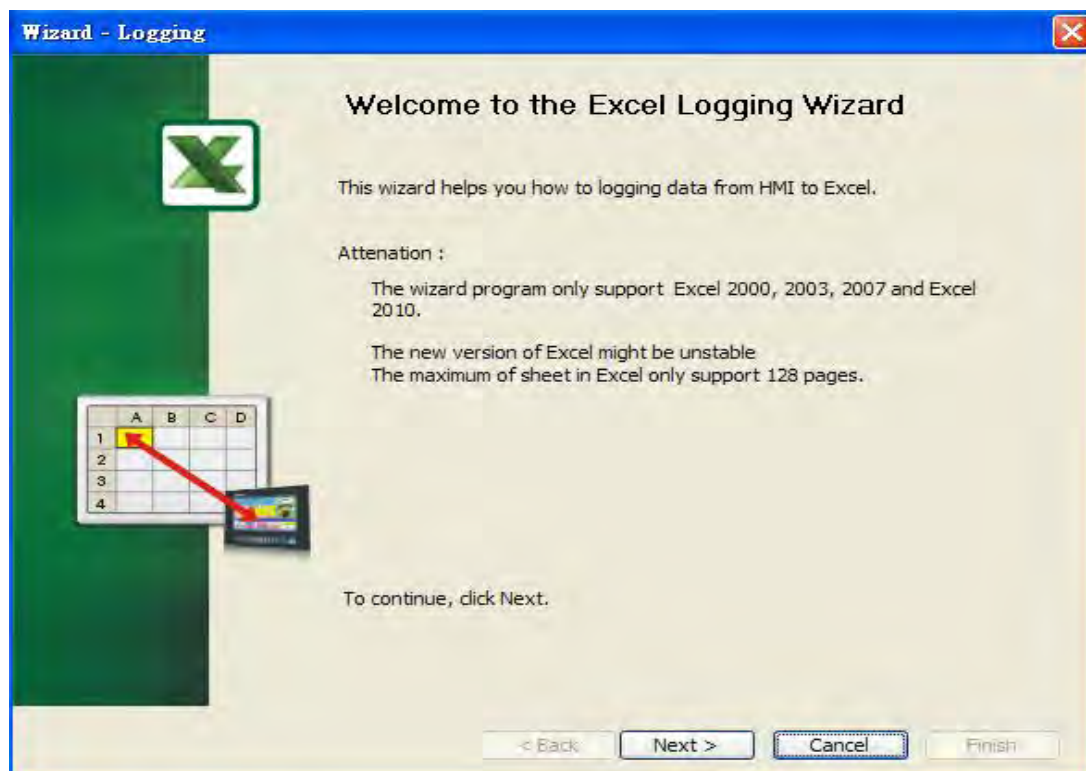 Wizard - Logging
Welcome to the Excel Logging Wizard
This wizard helps you how to logging data from HMI to Excel.
Attenation :
The wizard program only support Excel 2000, 2003, 2007 and Excel
2010.
The new version of Excel might be unstable
The maximum of sheet in Excel only support 128 pages.
A B C D
1
2
3
4
To continue, click Next.
< Back Next > Cancel Finish